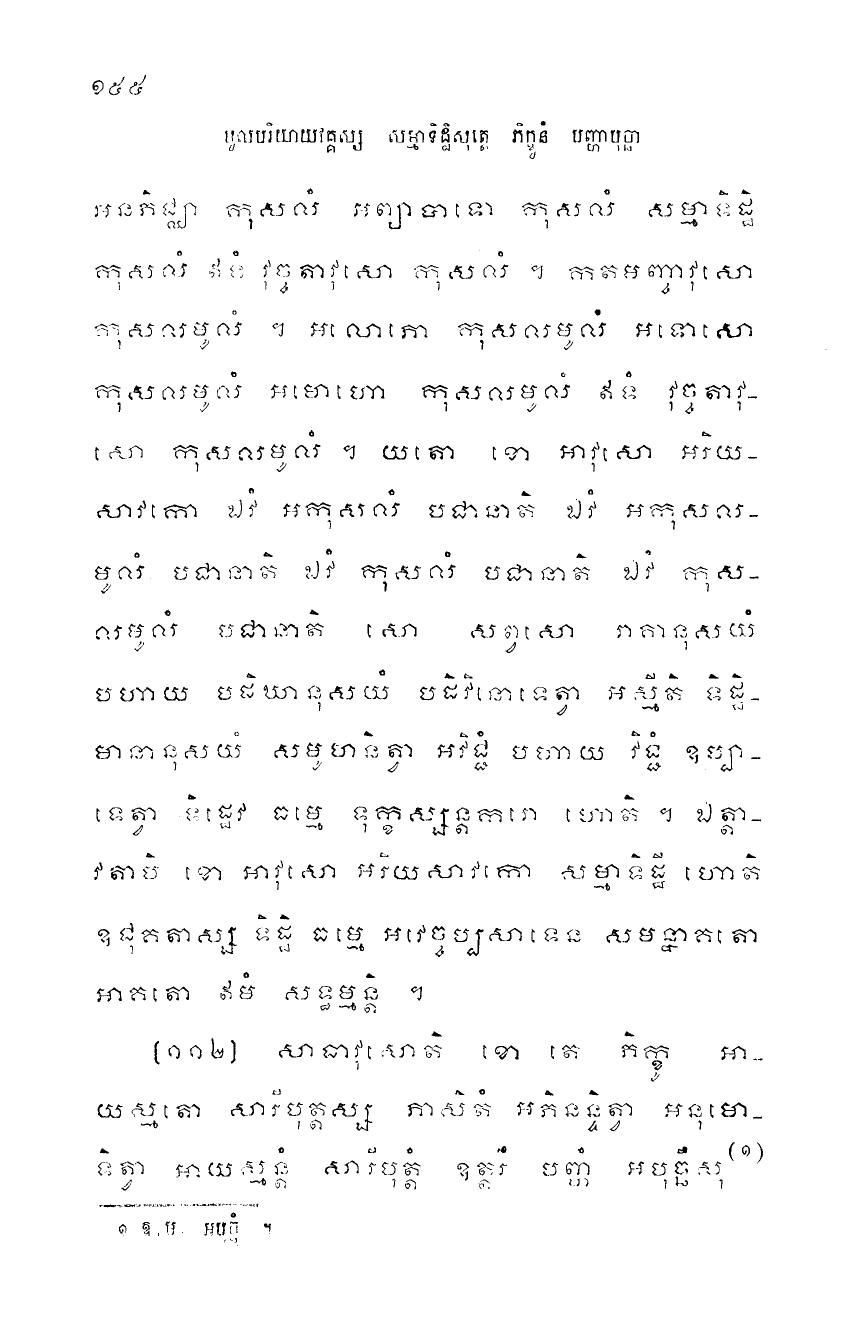 ១៥៥
មូលបរិយាយវគ្គស្ស សម្មាទិដ្ឋិសុត្តេ ភិក្ខូនំ បញ្ហាបុច្ឆា
អនភិជ្ឈា កុសលំ អព្យាបាទោ កុសលំ សម្មាទិដ្ឋិ
កុសលំ ឥទំ វុច្ចតាវុសោ កុសលំ ។ កតមញ្ចាវុសោ
កុសលមូលំ ។ អលោភោ កុសលមូលំ អទោសោ
កុសលមូលំ អមោហោ កុសលមូលំ ឥទំ វុច្ចតាវុ-
សោ កុសលមូលំ ។ យតោ ខោ អាវុសោ អរិយ-
សាវកោ ឯវំ អកុសលំ បជានាតិ ឯវំ អកុសល-
មូលំ បជានាតិ ឯវំ កុសលំ បជានាតិ ឯវំ កុស-
លមូលំ បជានាតិ សោ សព្វសោ រាគានុសយំ
បហាយ បដិឃានុសយំ បដិវិនោទេត្វា អស្មីតិ ទិដ្ឋិ-
មានានុសយំ សមូហនិត្វា អវិជ្ជំ បហាយ វិជ្ជំ ឧប្បា-
ទេត្វា ទិដ្ឋេវ ធម្មេ ទុក្ខស្សន្តករោ ហោតិ ។ ឯត្តា-
វតាបិ ខោ អាវុសោ អរិយសាវកោ សម្មាទិដ្ឋី ហោតិ
ឧជុគតាស្ស ទិដ្ឋិ ធម្មេ អវេច្ចប្បសាទេន សមន្នាគតោ
អាគតោ ឥមំ សទ្ធម្មន្តិ ។
[១១២] សាធាវុសោតិ ខោ តេ ភិក្ខូ អា-
យស្មតោ សារីបុត្តស្ស ភាសិតំ អភិនន្ទិត្វា អនុមោ-
ទិត្វា អាយស្មន្តំ សារីបុត្តំ ឧត្តរឹ បញ្ហំ អបុច្ឆឹសុ (១)
១ ឱ.ម. អបុច្ឆុំ ។